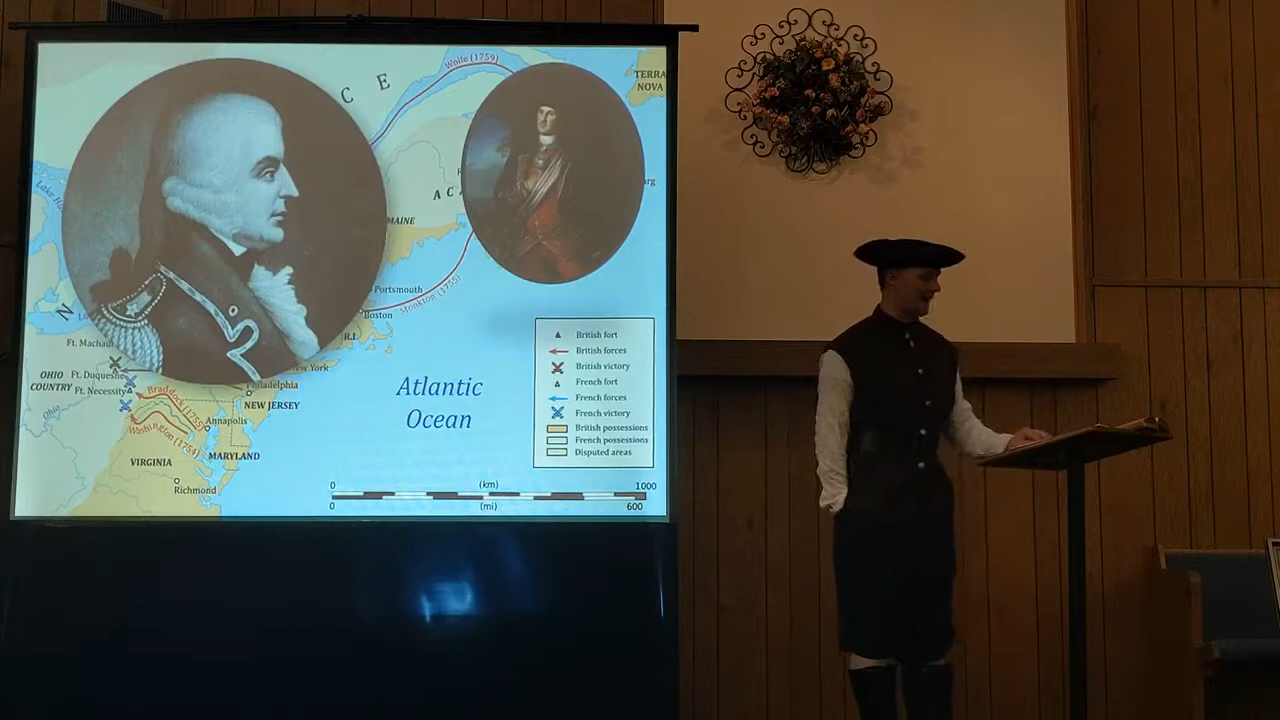 C E
Wolfe (1759)
TERRA
NOVA
A C
MAINE
N
Portsmouth
Monkton (1755)
Boston
R.I.
New York
Ft. Machau
OHIO
COUNTRY
Ft. Duquesne
Ft. Necessity
Ohio
Braddock (1755)
Washington (1754)
Philadelphia
NEW JERSEY
Annapolis
MARYLAND
VIRGINIA
Richmond
Atlantic
Ocean
British fort
British forces
British victory
French fort
French forces
French victory
British possessions
French possessions
Disputed areas
0 (km) 1000
0 (mi) 600